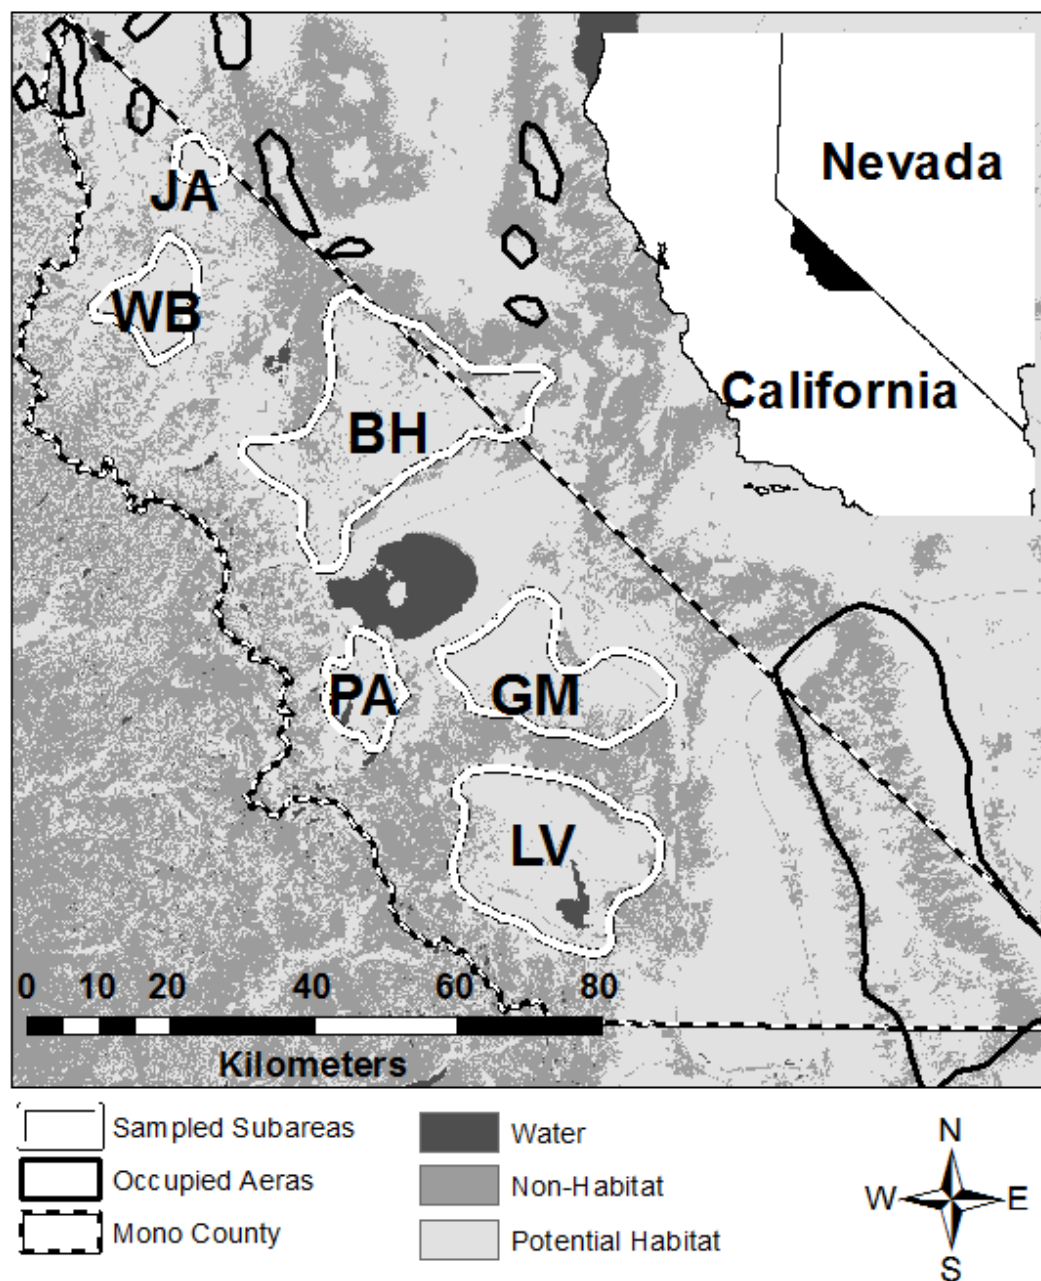 Nevada
JA
WB
California
BH
PA
GM
LV
0 10 20 40 60 80
Kilometers
Sampled Subareas
Occupied Aeras
Mono County
Water
Non-Habitat
Potential Habitat
N
W E
S